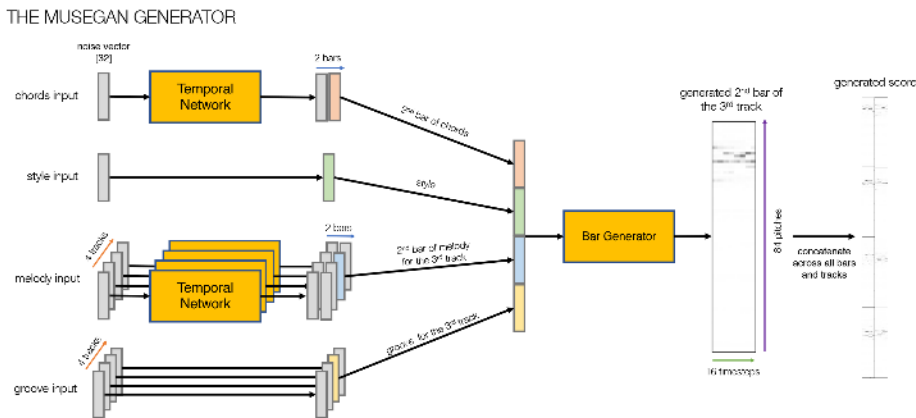 THE MUSEGAN GENERATOR
noise vector
[32]
chords input
Temporal
Network
2 bars
2nd bar of chords
style input
style
4 tracks
melody input
Temporal
Network
2 bars
2nd bar of melody
for the 3rd track
4 tracks
groove input
groove for the 3rd track
Bar Generator
generated 2nd bar of
the 3rd track
84 pitches
16 timesteps
concatenate
across all bars
and tracks
generated score